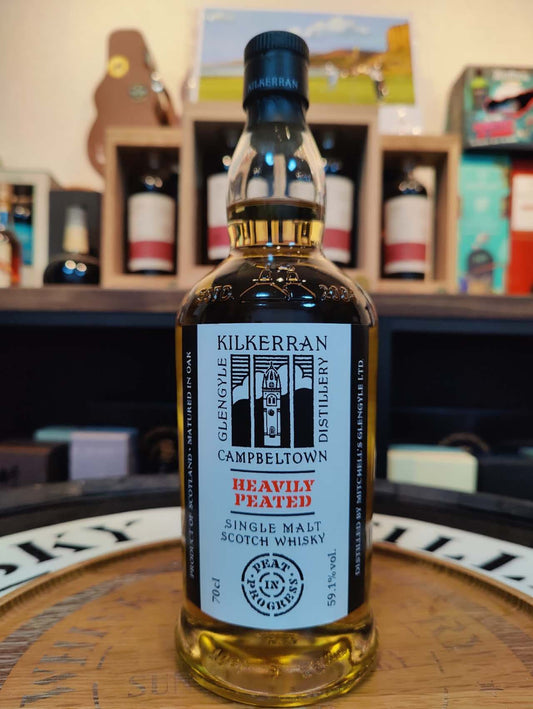 KILKERRAN
KILKERRAN
GLENGYLE
DISTILLERY
CAMPBELTOWN
HEAVILY
PEATED
SINGLE MALT
SCOTCH WHISKY
PEAT
IN
PROGRESS
70cl
59.1% vol.
PRODUCT OF SCOTLAND • MATURED IN OAK
DISTILLED BY MITCHELL'S GLENGYLE LTD